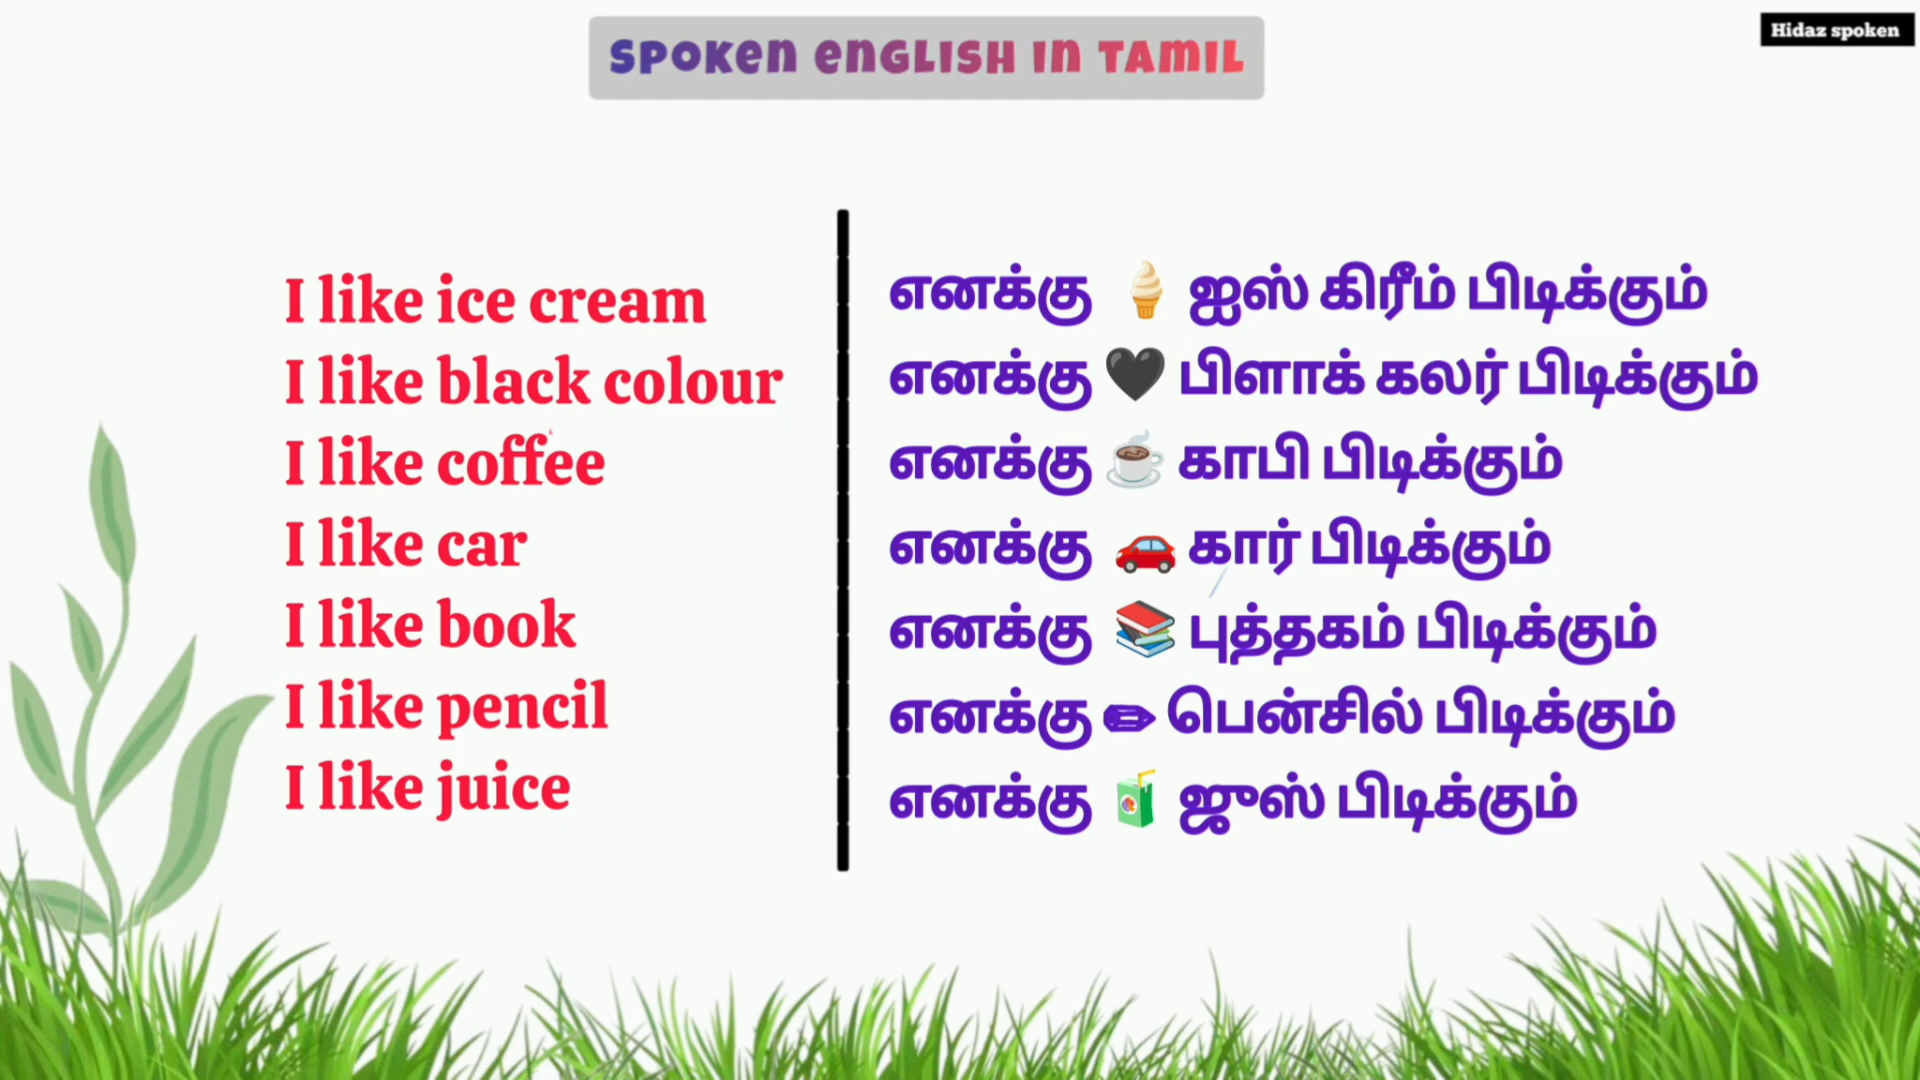 SPOKEN ENGLISH IN TAMIL
Hidaz spoken
I like ice cream
I like black colour
I like coffee
I like car
I like book
I like pencil
I like juice
எனக்கு 🍦 ஐஸ் கிரீம் பிடிக்கும்
எனக்கு 🖤 பிளாக் கலர் பிடிக்கும்
எனக்கு ☕ காபி பிடிக்கும்
எனக்கு 🚗 கார் பிடிக்கும்
எனக்கு 📚 புத்தகம் பிடிக்கும்
எனக்கு ✏ பென்சில் பிடிக்கும்
எனக்கு 🧃 ஜுஸ் பிடிக்கும்